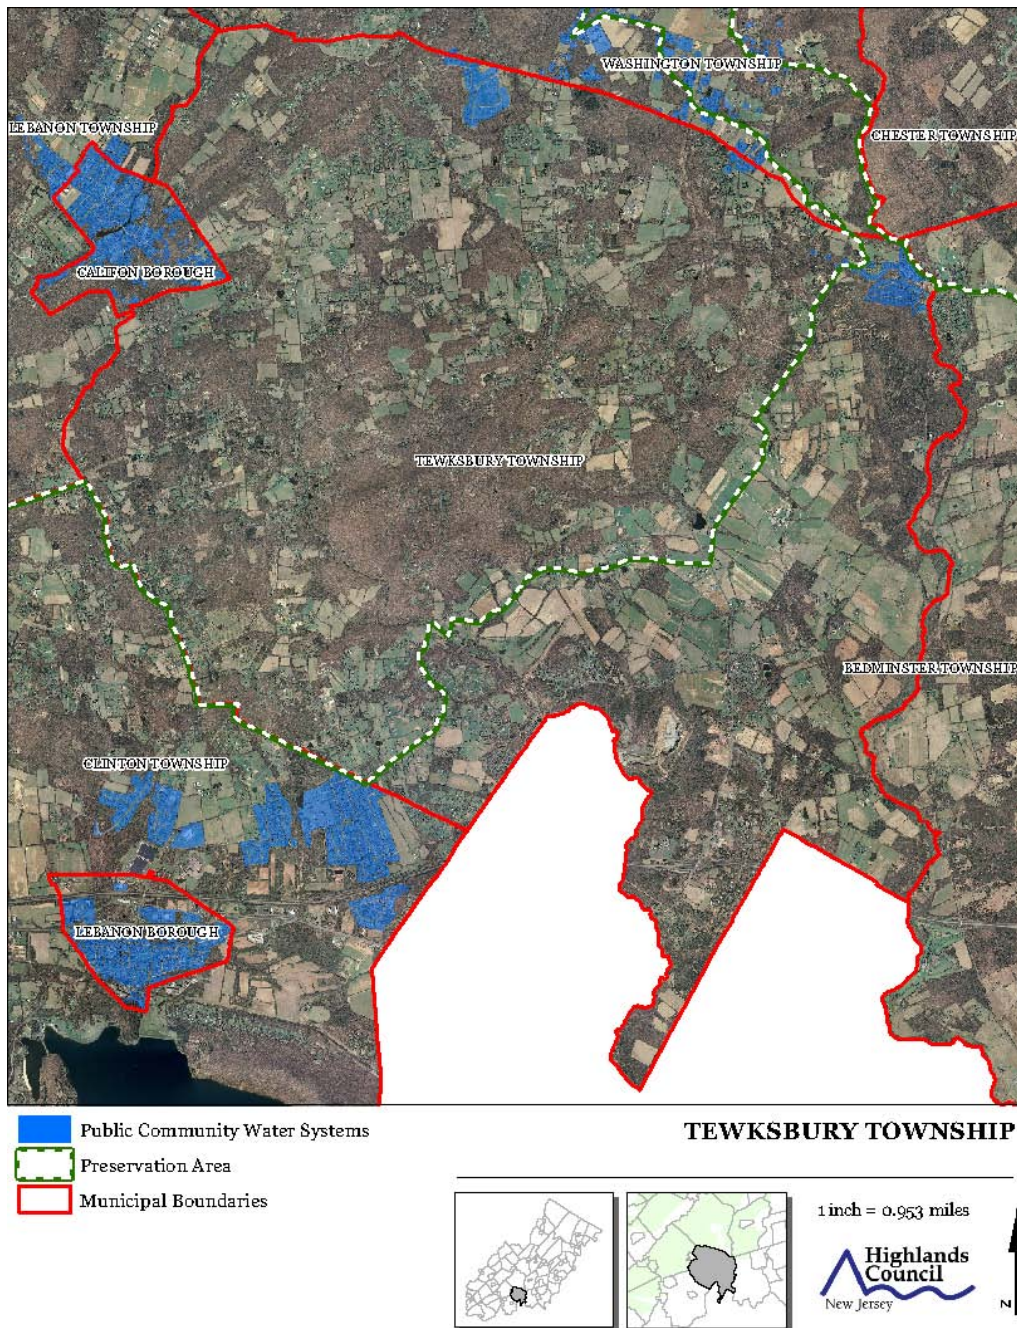 WASHINGTON TOWNSHIP
LEBANON TOWNSHIP
CHESTER TOWNSHIP
CALIFON BOROUGH
TEWKSBURY TOWNSHIP
BEDMINSTER TOWNSHIP
CLINTON TOWNSHIP
LEBANON BOROUGH
Public Community Water Systems
Preservation Area
Municipal Boundaries
TEWKSBURY TOWNSHIP
1 inch = 0.953 miles
Highlands
Council
New Jersey
N